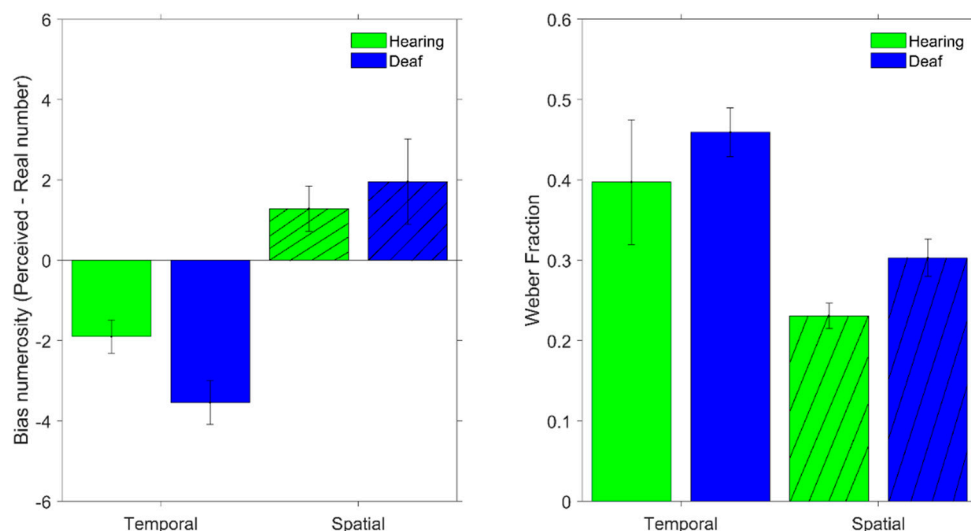 Bias numerosity (Perceived - Real number)
6
4
2
0
-2
-4
-6
Hearing
Deaf
Temporal Spatial
Weber Fraction
0.6
0.5
0.4
0.3
0.2
0.1
0
Hearing
Deaf
Temporal Spatial